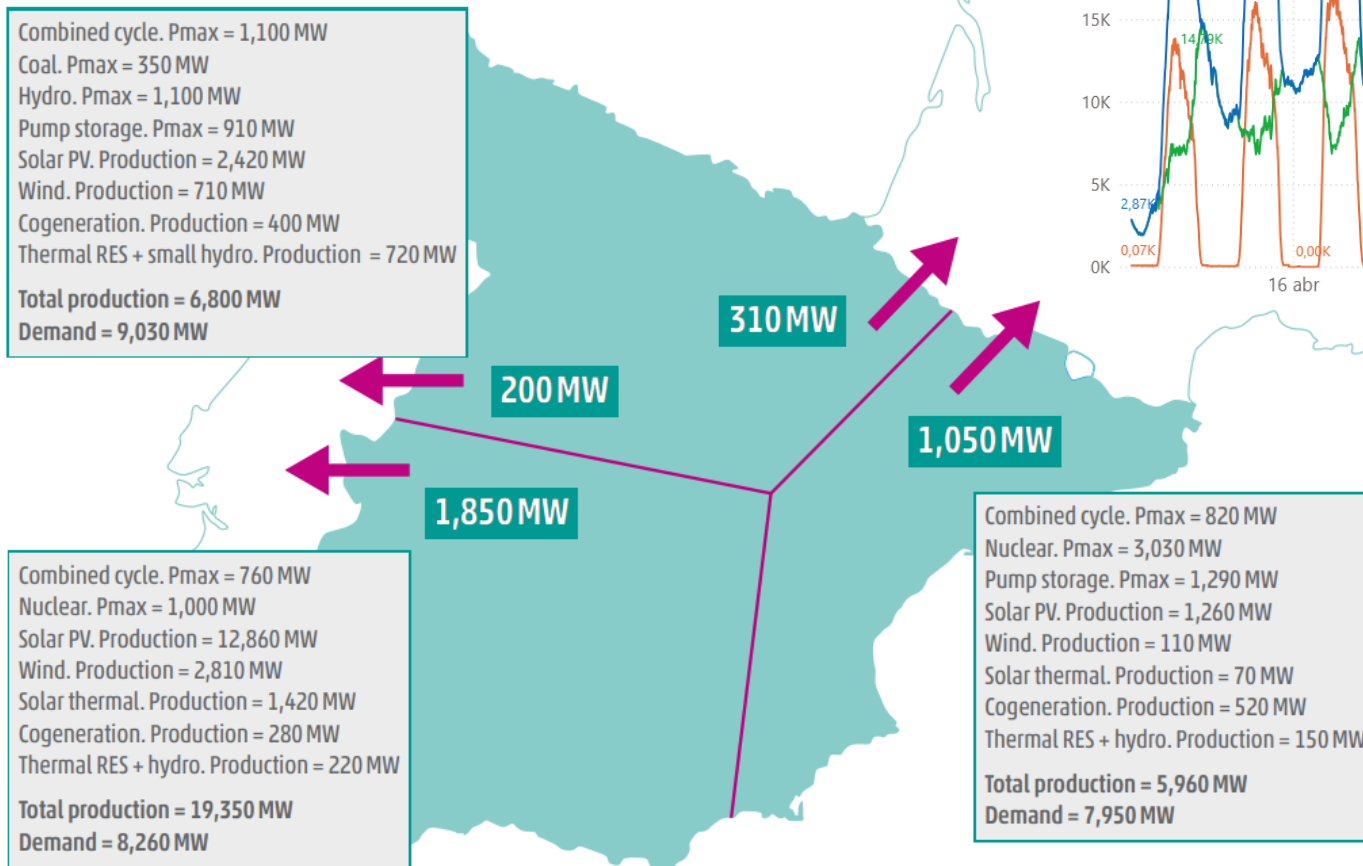 Combined cycle. Pmax = 1,100 MW
Coal. Pmax = 350 MW
Hydro. Pmax = 1,100 MW
Pump storage. Pmax = 910 MW
Solar PV. Production = 2,420 MW
Wind. Production = 710 MW
Cogeneration. Production = 400 MW
Thermal RES + small hydro. Production = 720 MW
Total production = 6,800 MW
Demand = 9,030 MW
15K
10K
5K
0K
14,79K
2,87K
0,07K
0,00K
16 abr
310 MW
200 MW
1,050 MW
1,850 MW
Combined cycle. Pmax = 760 MW
Nuclear. Pmax = 1,000 MW
Solar PV. Production = 12,860 MW
Wind. Production = 2,810 MW
Solar thermal. Production = 1,420 MW
Cogeneration. Production = 280 MW
Thermal RES + hydro. Production = 220 MW
Total production = 19,350 MW
Demand = 8,260 MW
Combined cycle. Pmax = 820 MW
Nuclear. Pmax = 3,030 MW
Pump storage. Pmax = 1,290 MW
Solar PV. Production = 1,260 MW
Wind. Production = 110 MW
Solar thermal. Production = 70 MW
Cogeneration. Production = 520 MW
Thermal RES + hydro. Production = 150 MW
Total production = 5,960 MW
Demand = 7,950 MW